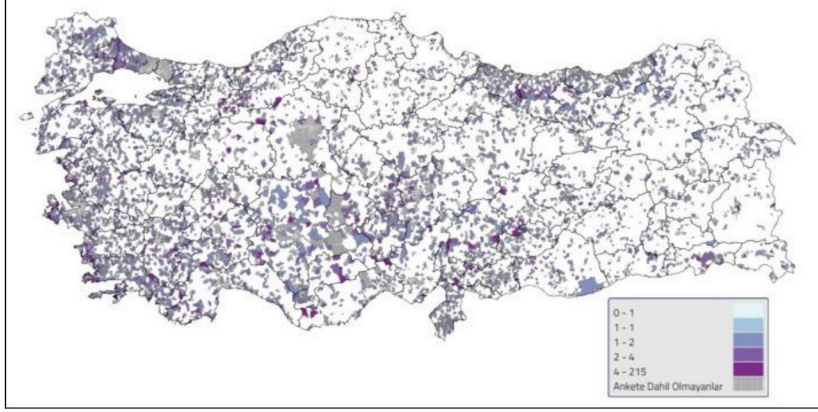 0 - 1
1 - 1
1 - 2
2 - 4
4 - 215
Ankete Dahil Olmayanlar